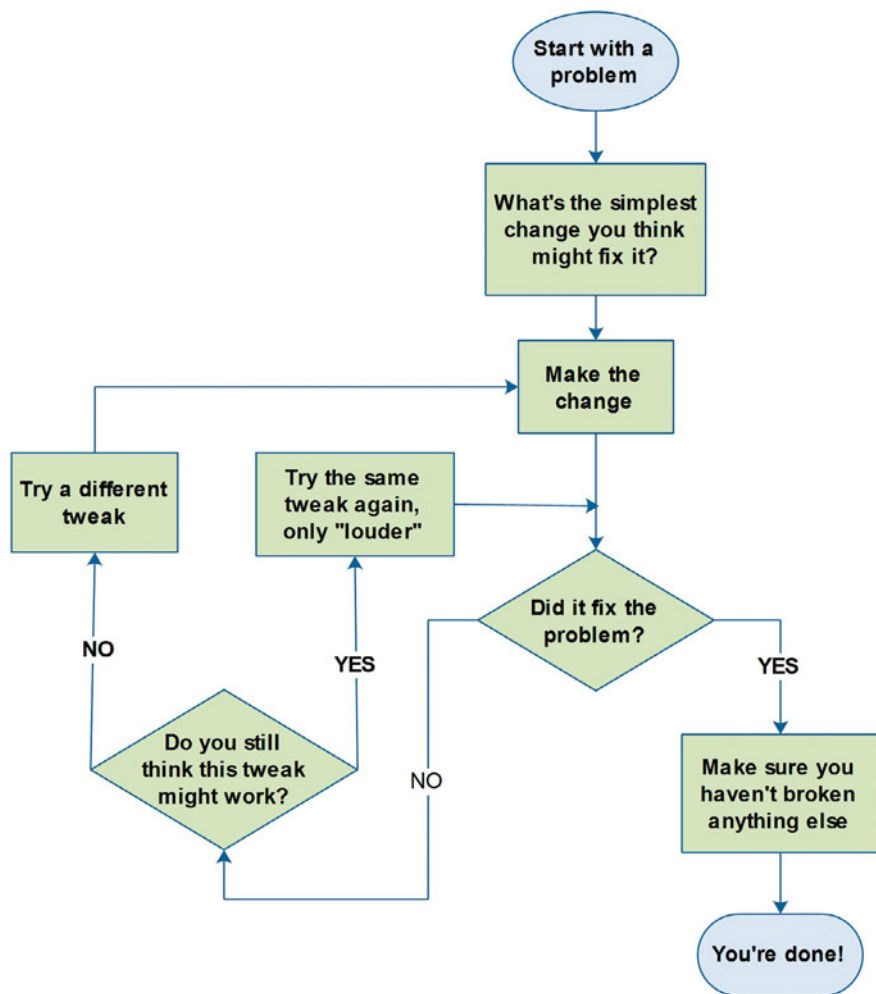 Start with a
problem
What's the simplest
change you think
might fix it?
Make the
change
Try a different
tweak
Try the same
tweak again,
only "louder"
Did it fix the
problem?
NO
YES
YES
Do you still
think this tweak
might work?
NO
Make sure you
haven't broken
anything else
You're done!